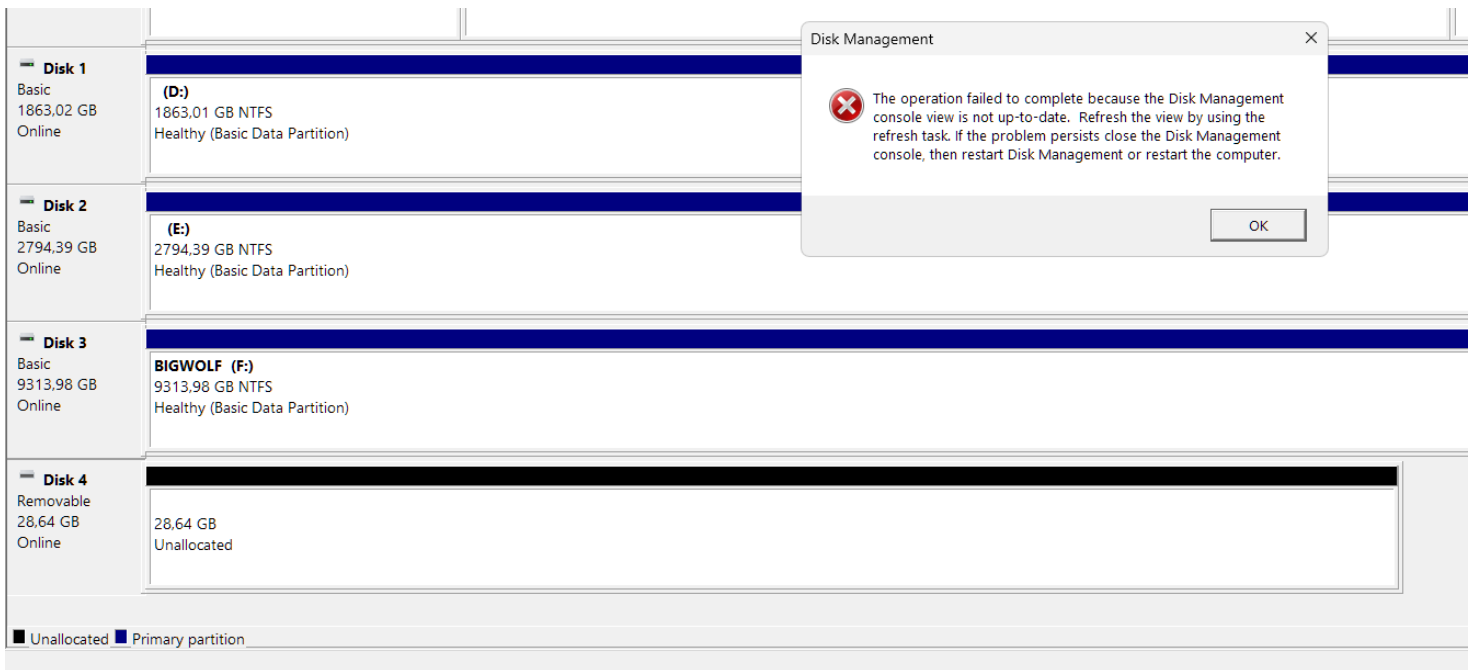 Disk Management
The operation failed to complete because the Disk Management
console view is not up-to-date.  Refresh the view by using the
refresh task. If the problem persists close the Disk Management
console, then restart Disk Management or restart the computer.
OK
Disk 1
Basic
1863,02 GB
Online
(D:)
1863,01 GB NTFS
Healthy (Basic Data Partition)
Disk 2
Basic
2794,39 GB
Online
(E:)
2794,39 GB NTFS
Healthy (Basic Data Partition)
Disk 3
Basic
9313,98 GB
Online
BIGWOLF (F:)
9313,98 GB NTFS
Healthy (Basic Data Partition)
Disk 4
Removable
28,64 GB
Online
28,64 GB
Unallocated
Unallocated Primary partition